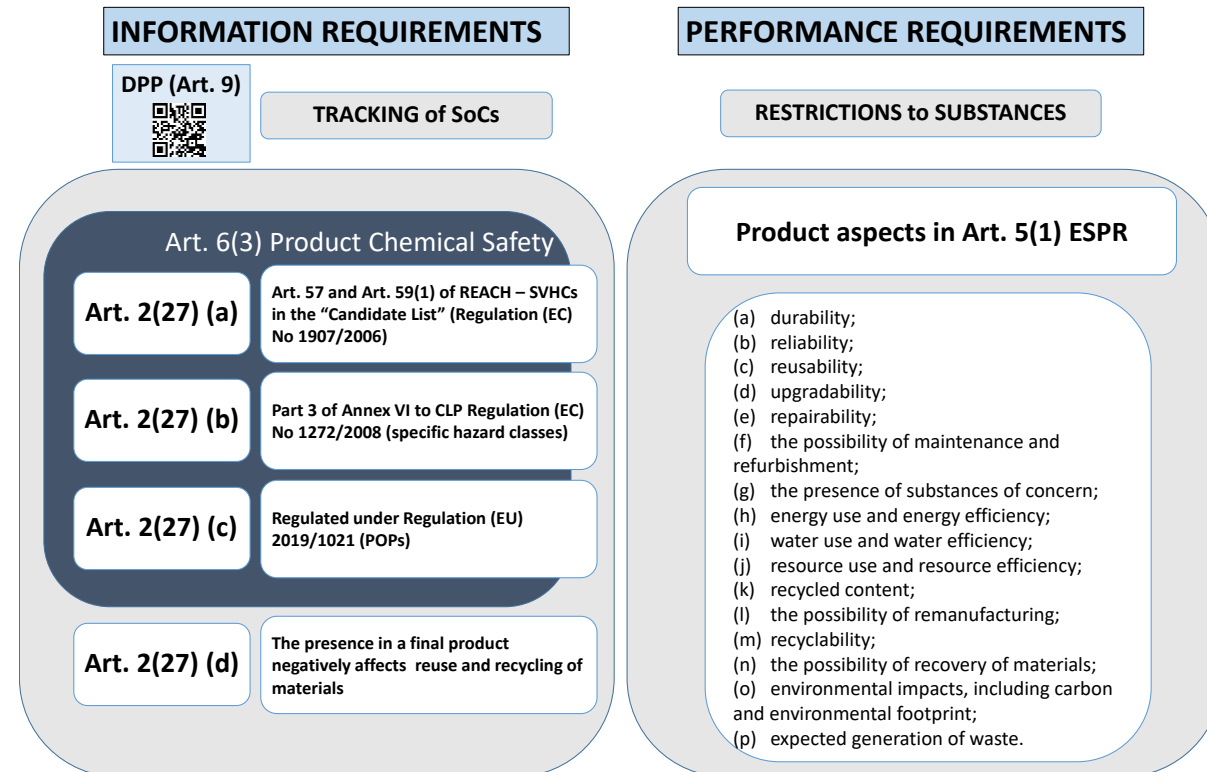 INFORMATION REQUIREMENTS
DPP (Art. 9)
TRACKING of SoCs
Art. 6(3) Product Chemical Safety
Art. 2(27) (a)
Art. 57 and Art. 59(1) of REACH – SVHCs
in the “Candidate List” (Regulation (EC)
No 1907/2006)
Art. 2(27) (b)
Part 3 of Annex VI to CLP Regulation (EC)
No 1272/2008 (specific hazard classes)
Art. 2(27) (c)
Regulated under Regulation (EU)
2019/1021 (POPs)
Art. 2(27) (d)
The presence in a final product
negatively affects reuse and recycling of
materials
PERFORMANCE REQUIREMENTS
RESTRICTIONS to SUBSTANCES
Product aspects in Art. 5(1) ESPR
(a) durability;
(b) reliability;
(c) reusability;
(d) upgradability;
(e) repairability;
(f) the possibility of maintenance and
refurbishment;
(g) the presence of substances of concern;
(h) energy use and energy efficiency;
(i) water use and water efficiency;
(j) resource use and resource efficiency;
(k) recycled content;
(l) the possibility of remanufacturing;
(m) recyclability;
(n) the possibility of recovery of materials;
(o) environmental impacts, including carbon
and environmental footprint;
(p) expected generation of waste.